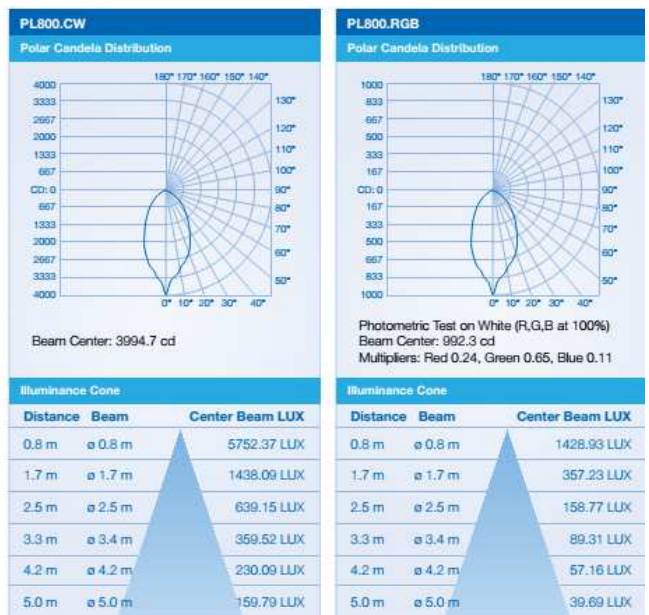 PL800.CW
Polar Candela Distribution
180° 170° 160° 150° 140°
4000
3333
2667
2000
1333
667
CD: 0
667
1333
2000
2667
3333
4000
130°
120°
110°
100°
90°
80°
70°
60°
50°
0° 10° 20° 30° 40°
Beam Center: 3994.7 cd
Illuminance Cone
Distance Beam Center Beam LUX
0.8 m ø 0.8 m 5752.37 LUX
1.7 m ø 1.7 m 1438.09 LUX
2.5 m ø 2.5 m 639.15 LUX
3.3 m ø 3.4 m 359.52 LUX
4.2 m ø 4.2 m 230.09 LUX
5.0 m ø 5.0 m 159.79 LUX
PL800.RGB
Polar Candela Distribution
180° 170° 160° 150° 140°
1000
833
667
500
333
167
CD: 0
167
333
500
667
833
1000
130°
120°
110°
100°
90°
80°
70°
60°
50°
0° 10° 20° 30° 40°
Photometric Test on White (R,G,B at 100%)
Beam Center: 992.3 cd
Multipliers: Red 0.24, Green 0.65, Blue 0.11
Illuminance Cone
Distance Beam Center Beam LUX
0.8 m ø 0.8 m 1428.93 LUX
1.7 m ø 1.7 m 357.23 LUX
2.5 m ø 2.5 m 158.77 LUX
3.3 m ø 3.4 m 89.31 LUX
4.2 m ø 4.2 m 57.16 LUX
5.0 m ø 5.0 m 39.69 LUX